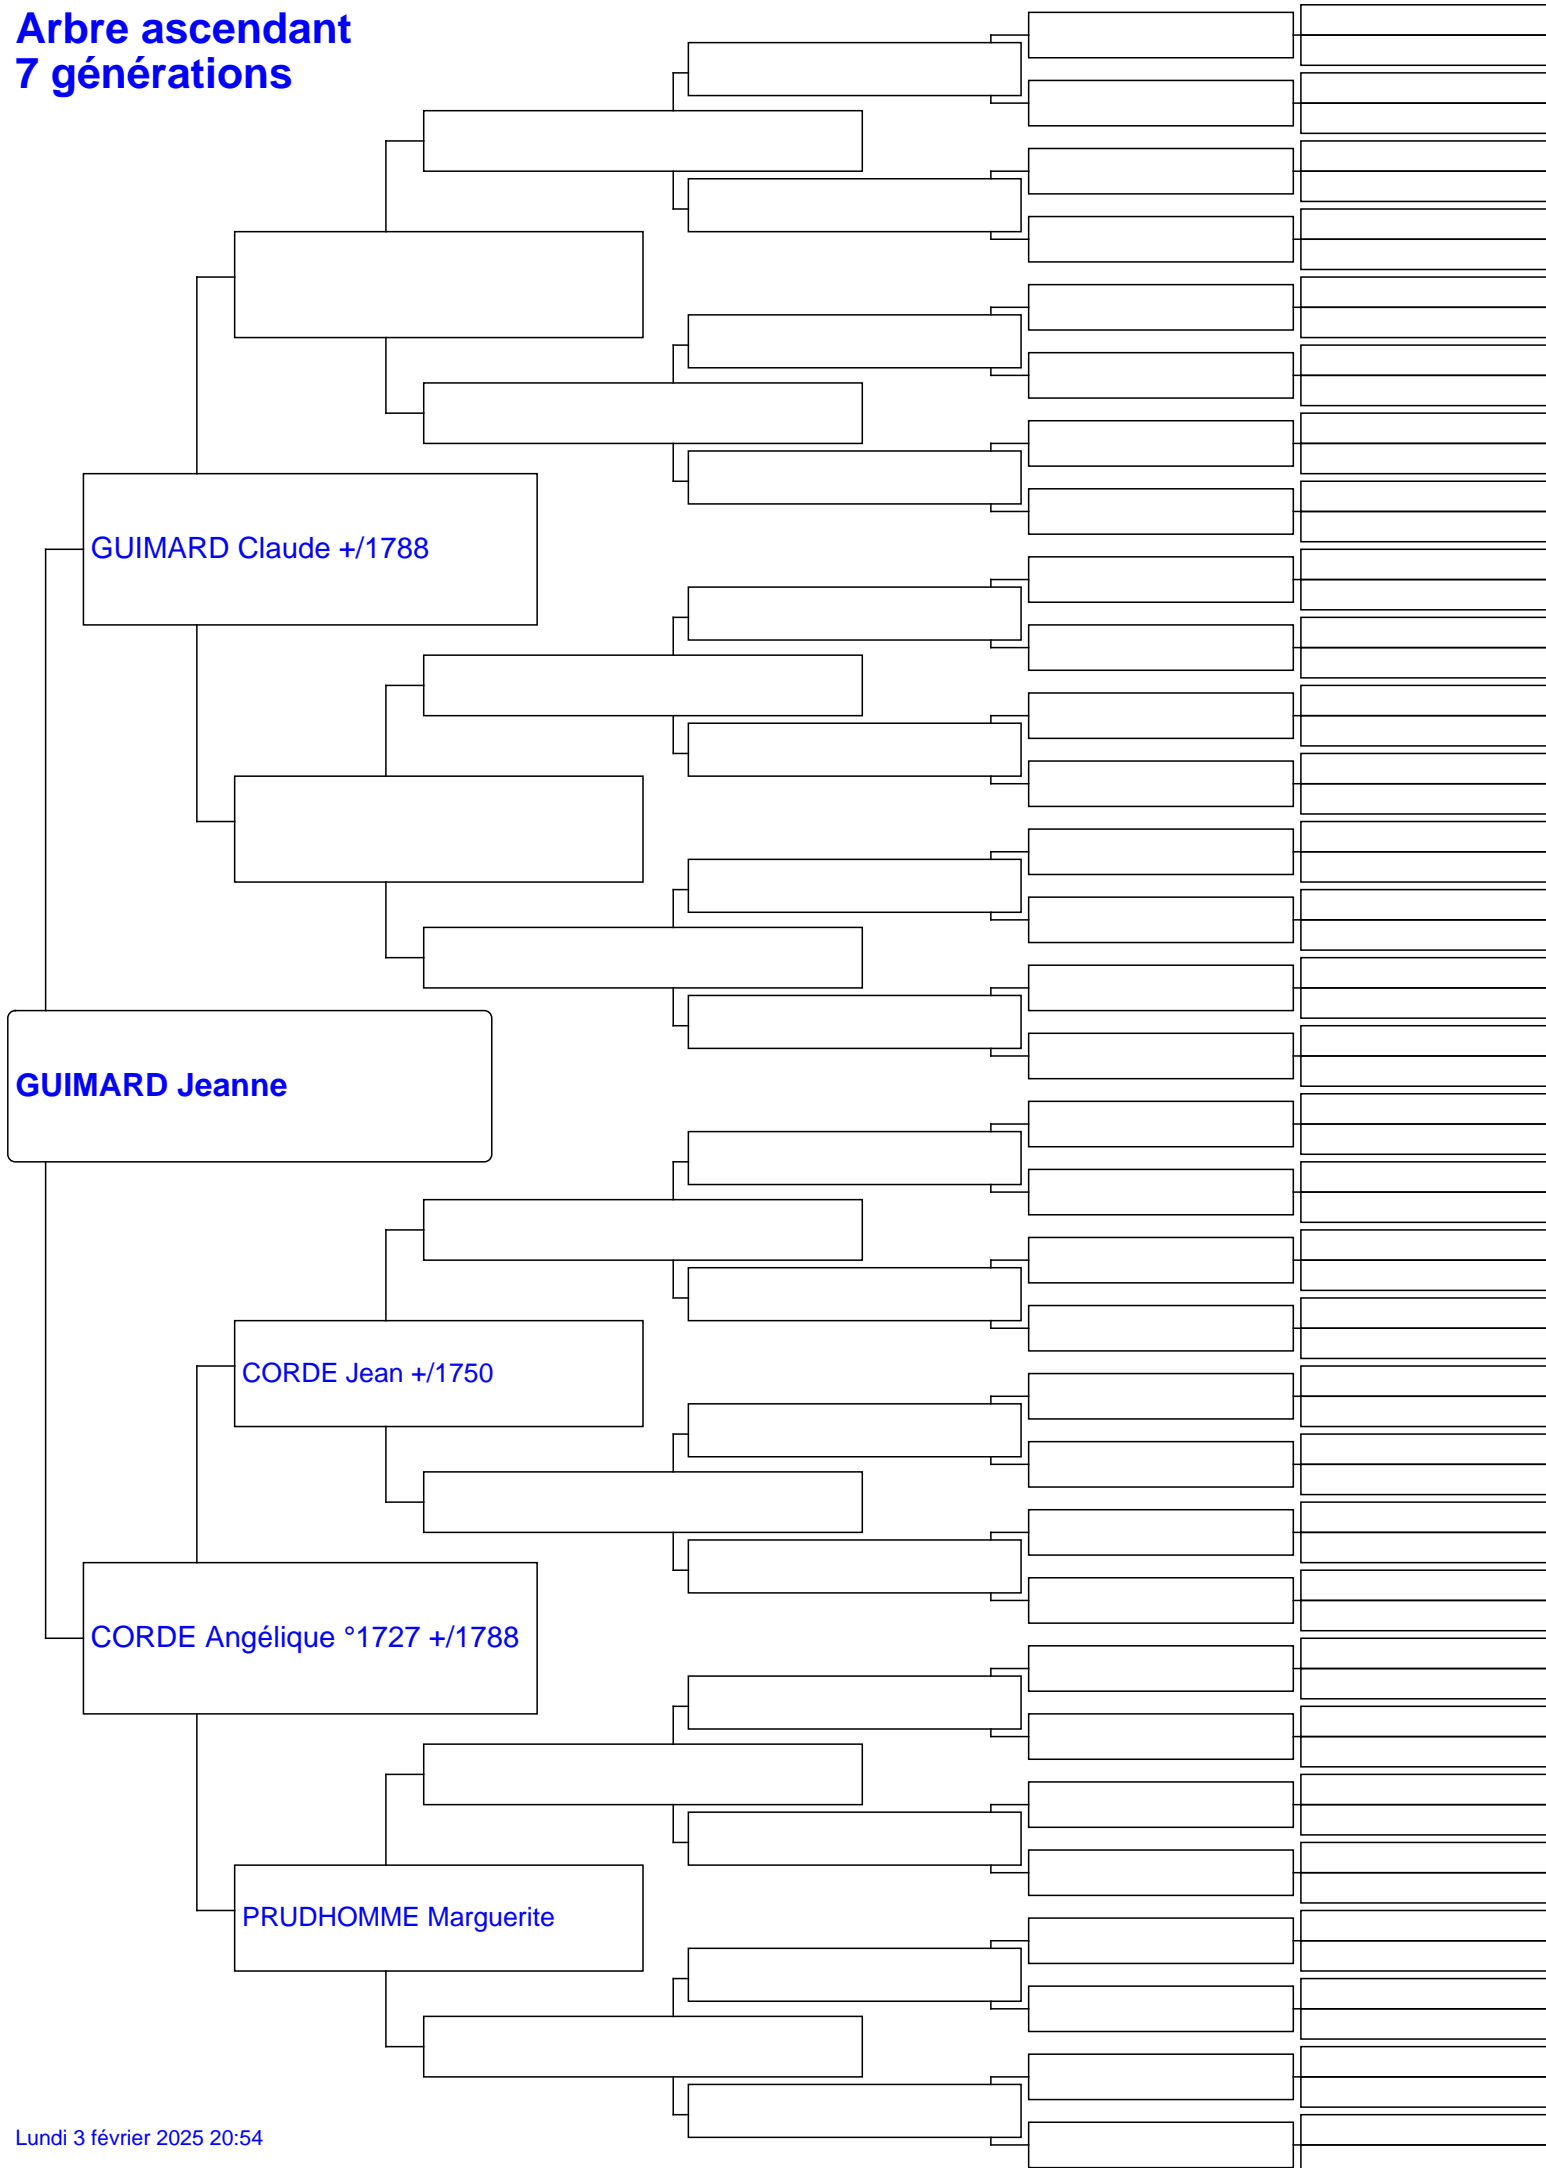 Arbre ascendant
7 générations
GUIMARD Claude +/1788
GUIMARD Jeanne
CORDE Jean +/1750
CORDE Angélique °1727 +/1788
PRUDHOMME Marguerite
Lundi 3 février 2025 20:54